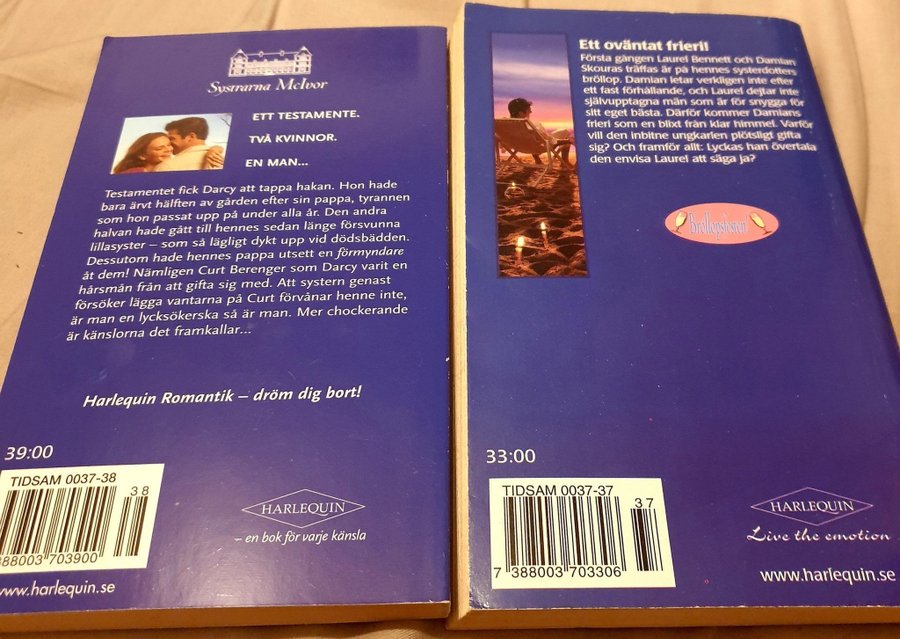 Systrarna McIvor
ETT TESTAMENTE.
TVÅ KVINNOR.
EN MAN...
Testamentet fick Darcy att tappa hakan. Hon hade
bara ärvt hälften av gården efter sin pappa, tyrannen
som hon passat upp på under alla år. Den andra
halvan hade gått till hennes sedan länge försvunna
lillasyster – som så lägligt dykt upp vid dödsbädden.
Dessutom hade hennes pappa utsett en förmyndare
åt dem! Nämligen Curt Berenger som Darcy varit en
hårsmån från att gifta sig med. Att systern genast
försöker lägga vantarna på Curt förvånar henne inte,
är man en lycksökerska så är man. Mer chockerande
är känslorna det framkallar...
Harlequin Romantik – dröm dig bort!
39:00
TIDSAM 0037-38
38
388003 703900
HARLEQUIN
– en bok för varje känsla
www.harlequin.se
Ett oväntat frieri!
Första gången Laurel Bennett och Damian
Skouras träffas är på hennes systerdotters
bröllop. Damian letar verkligen inte efter
ett fast förhållande, och Laurel dejtar inte
självupptagna män som är för snygga för
sitt eget bästa. Därför kommer Damians
frieri som en blixt från klar himmel. Varför
vill den inbitne ungkarlen plötsligt gifta
sig? Och framför allt: Lyckas han övertala
den envisa Laurel att säga ja?
33:00
TIDSAM 0037-37
37
7 388003 703306
HARLEQUIN
Live the emotion
www.harlequin.se